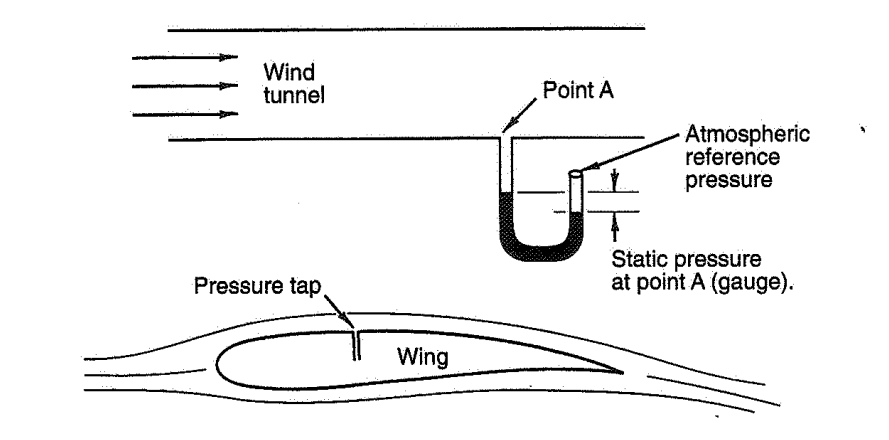 Wind
tunnel
Point A
Atmospheric
reference
pressure
Static pressure
at point A (gauge).
Pressure tap
Wing